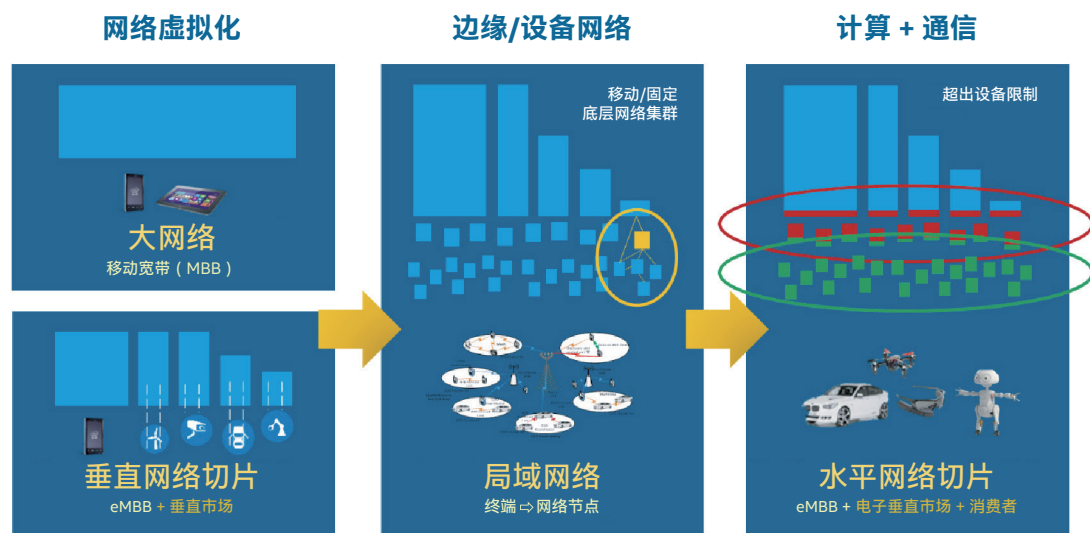 网络虚拟化
边缘/设备网络
计算 + 通信
大网络
移动宽带（MBB）
垂直网络切片
eMBB + 垂直市场
移动/固定
底层网络集群
局域网络
终端 ⇨ 网络节点
超出设备限制
水平网络切片
eMBB + 电子垂直市场 + 消费者